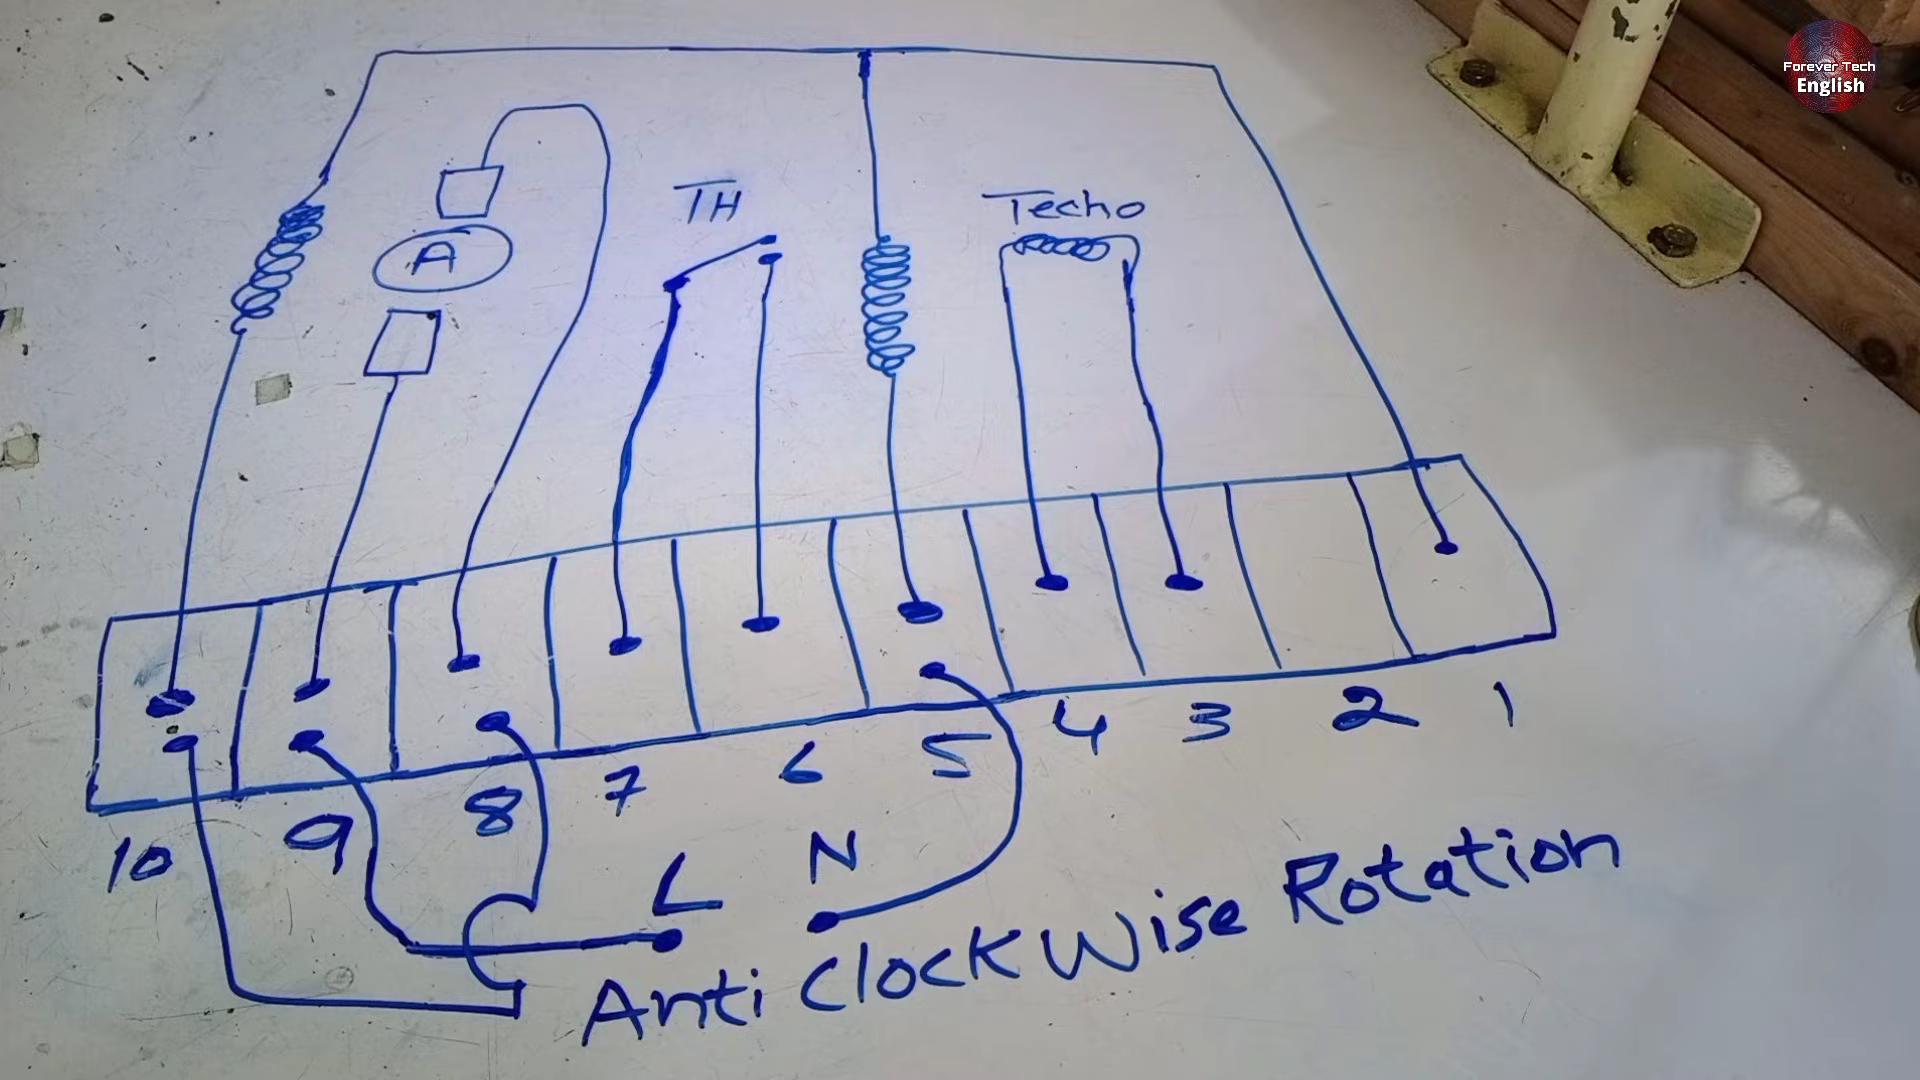 Forever Tech
English
TH
Techo
A
10 9 8 7 6 5 4 3 2 1
L N
Anti Clock Wise Rotation